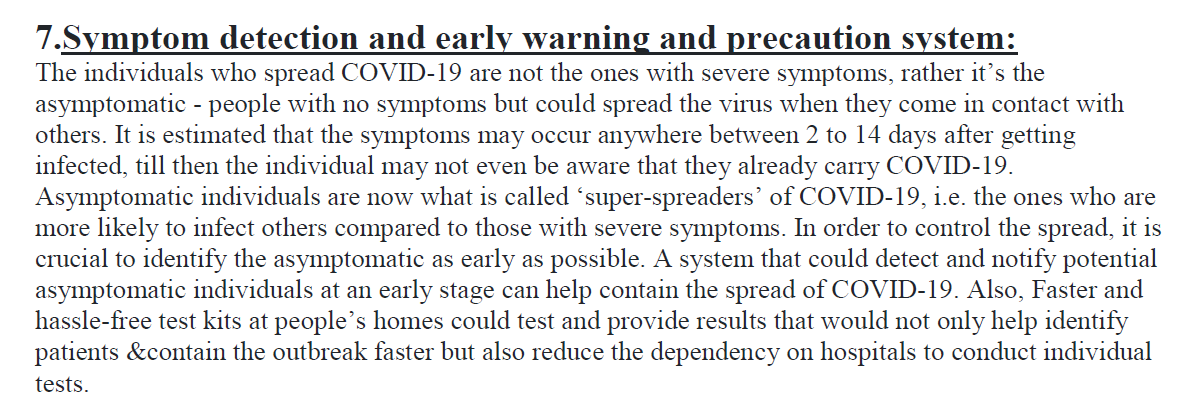 7.Symptom detection and early warning and precaution system:
The individuals who spread COVID-19 are not the ones with severe symptoms, rather it’s the
asymptomatic - people with no symptoms but could spread the virus when they come in contact with
others. It is estimated that the symptoms may occur anywhere between 2 to 14 days after getting
infected, till then the individual may not even be aware that they already carry COVID-19.
Asymptomatic individuals are now what is called ‘super-spreaders’ of COVID-19, i.e. the ones who are
more likely to infect others compared to those with severe symptoms. In order to control the spread, it is
crucial to identify the asymptomatic as early as possible. A system that could detect and notify potential
asymptomatic individuals at an early stage can help contain the spread of COVID-19. Also, Faster and
hassle-free test kits at people’s homes could test and provide results that would not only help identify
patients &contain the outbreak faster but also reduce the dependency on hospitals to conduct individual
tests.